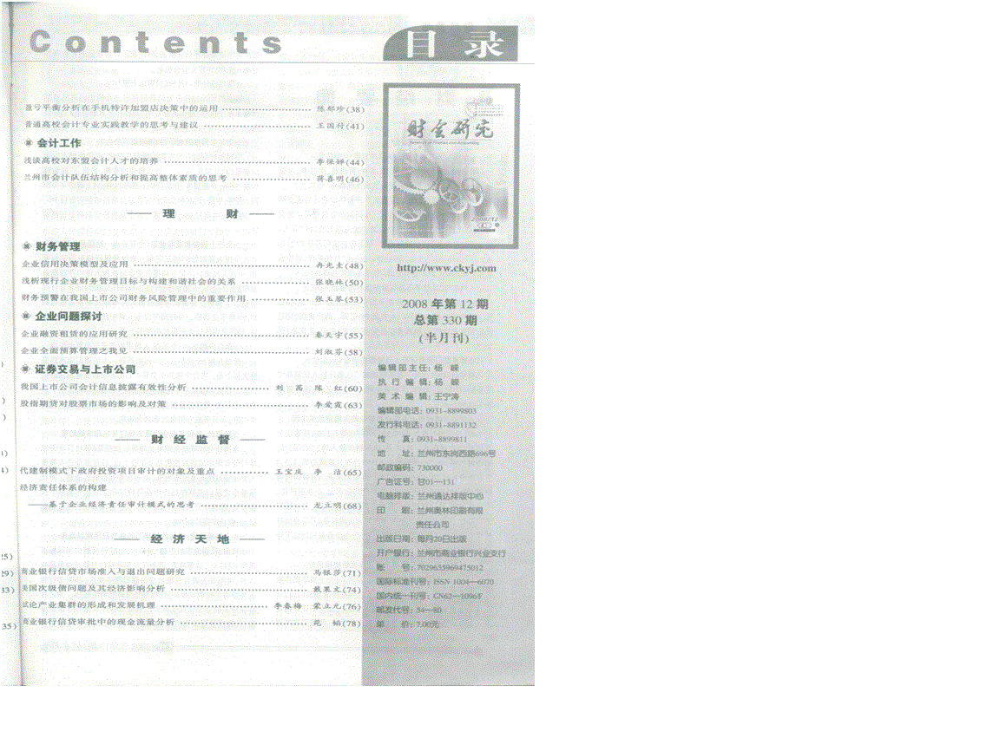 Contents
目录
盈亏平衡分析在手机特许加盟店决策中的运用 …… 陈郁珍(38)
普通高校会计专业实践教学的思考与建议 …… 王国付(41)
会计工作
浅谈高校对东盟会计人才的培养 …… 李保婵(44)
兰州市会计队伍结构分析和提高整体素质的思考 …… 蒋喜明(46)
理 财
财务管理
企业信用决策模型及应用 …… 冉光圭(48)
浅析现行企业财务管理目标与构建和谐社会的关系 …… 张晓林(50)
财务预警在我国上市公司财务风险管理中的重要作用 …… 张玉琴(53)
企业问题探讨
企业融资租赁的应用研究 …… 秦天宇(55)
企业全面预算管理之我见 …… 刘淑芬(58)
证券交易与上市公司
我国上市公司会计信息披露有效性分析 …… 刘 茜 陈 红(60)
股指期货对股票市场的影响及对策 …… 李爱霞(63)
财经监督
代建制模式下政府投资项目审计的对象及重点 …… 王宝庆 李 洁(65)
经济责任体系的构建
——基于企业经济责任审计模式的思考 …… 龙立明(68)
经济天地
商业银行信贷市场准入与退出问题研究 …… 马银莎(71)
美国次级债问题及其经济影响分析 …… 戴果文(74)
试论产业集群的形成和发展机理 …… 李春梅 蒙立元(76)
商业银行信贷审批中的现金流量分析 …… 苑 韬(78)
财会研究
2008/12
http://www.ckyj.com
2008 年第 12 期
总第 330 期
(半月刊)
编辑部主任：杨 嵘
执行编辑：杨 嵘
美术编辑：王宁涛
编辑部电话：0931-8899803
发行科电话：0931-8891132
传 真：0931-8899811
地 址：兰州市东岗西路696号
邮政编码：730000
广告证号：甘01—131
电脑排版：兰州通达排版中心
印 刷：兰州奥林印刷有限
责任公司
出版日期：每月20日出版
开户银行：兰州市商业银行兴业支行
账 号：7029655969475012
国际标准刊号：ISSN 1004—6070
国内统一刊号：CN62—1096/F
邮发代号：54—80
单 价：7.00元